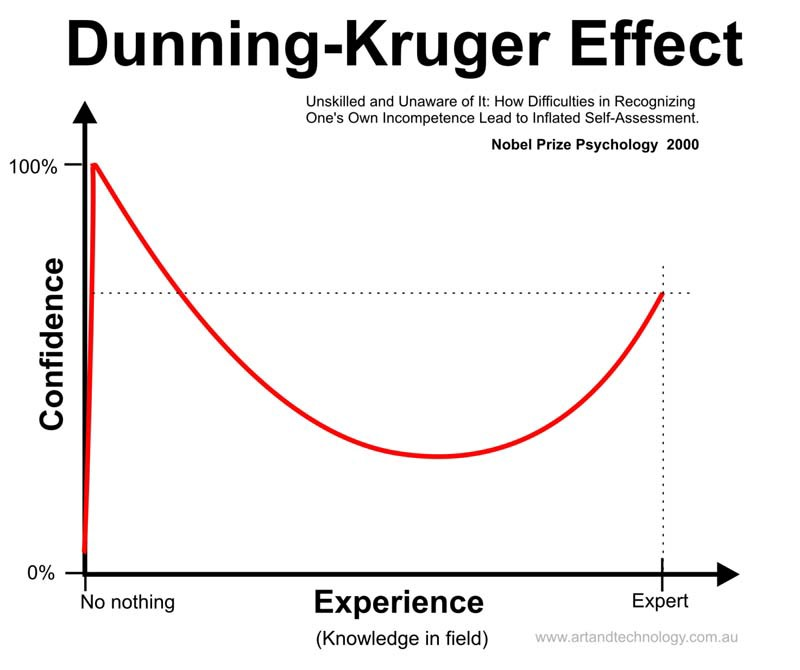 Dunning-Kruger Effect
Unskilled and Unaware of It: How Difficulties in Recognizing
One's Own Incompetence Lead to Inflated Self-Assessment.
Nobel Prize Psychology 2000
100%
Confidence
0%
No nothing
Experience
Expert
(Knowledge in field)
www.artandtechnology.com.au